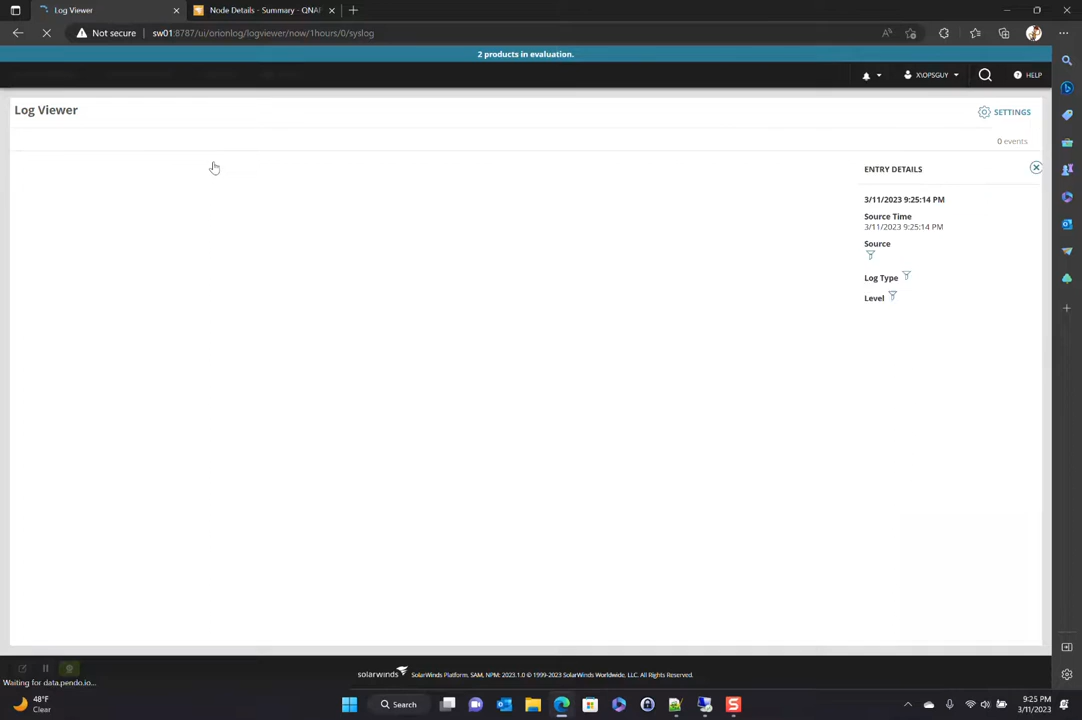 Log Viewer
Node Details - Summary - QNAP
Not secure
sw01:8787/ui/orionlog/logviewer/now/1hours/0/syslog
2 products in evaluation.
X\OPSGUY
HELP
Log Viewer
SETTINGS
0 events
ENTRY DETAILS
3/11/2023 9:25:14 PM
Source Time
3/11/2023 9:25:14 PM
Source
Log Type
Level
solarwinds
SolarWinds Platform, SAM, NPM: 2023.1.0 © 1999-2023 SolarWinds Worldwide, LLC. All Rights Reserved.
Waiting for data.pendo.io...
48°F
Clear
Search
9:25 PM
3/11/2023